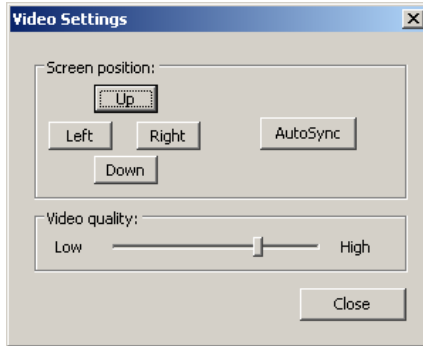 Video Settings
Screen position:
Up
Left Right AutoSync
Down
Video quality:
Low High
Close